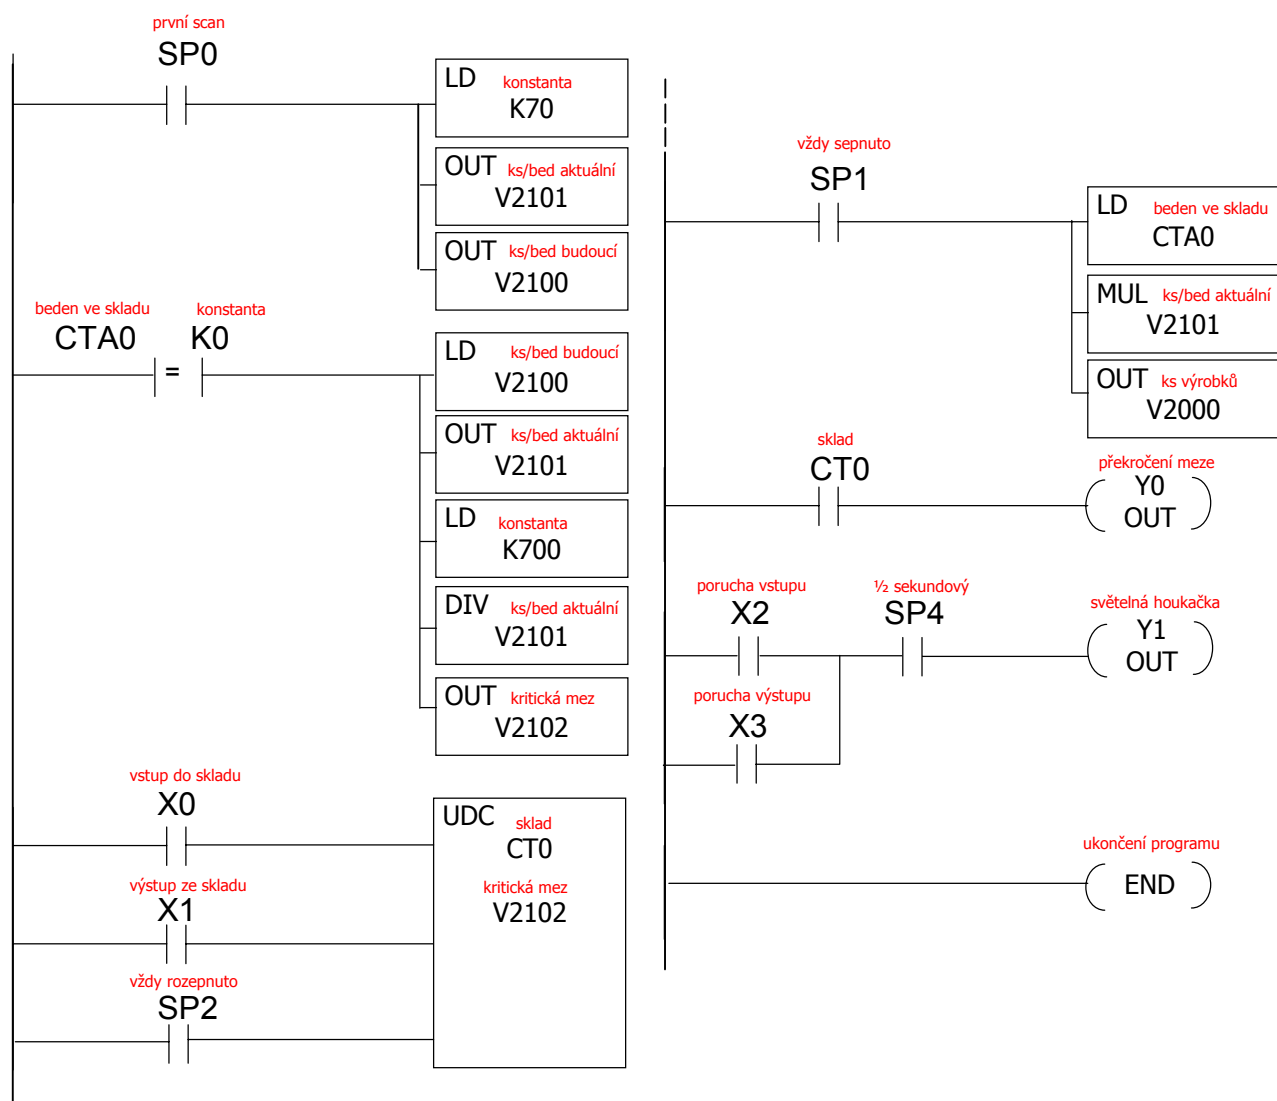 první scan
SP0
LD konstanta
K70
OUT ks/bed aktuální
V2101
OUT ks/bed budoucí
V2100
beden ve skladu konstanta
CTA0 = K0
LD ks/bed budoucí
V2100
OUT ks/bed aktuální
V2101
LD konstanta
K700
DIV ks/bed aktuální
V2101
OUT kritická mez
V2102
vstup do skladu
X0
výstup ze skladu
X1
vždy rozepnuto
SP2
UDC sklad
CT0
kritická mez
V2102
vždy sepnuto
SP1
LD beden ve skladu
CTA0
MUL ks/bed aktuální
V2101
OUT ks výrobků
V2000
sklad
CT0
překročení meze
Y0
OUT
porucha vstupu
X2
½ sekundový
SP4
světelná houkačka
Y1
OUT
porucha výstupu
X3
ukončení programu
END